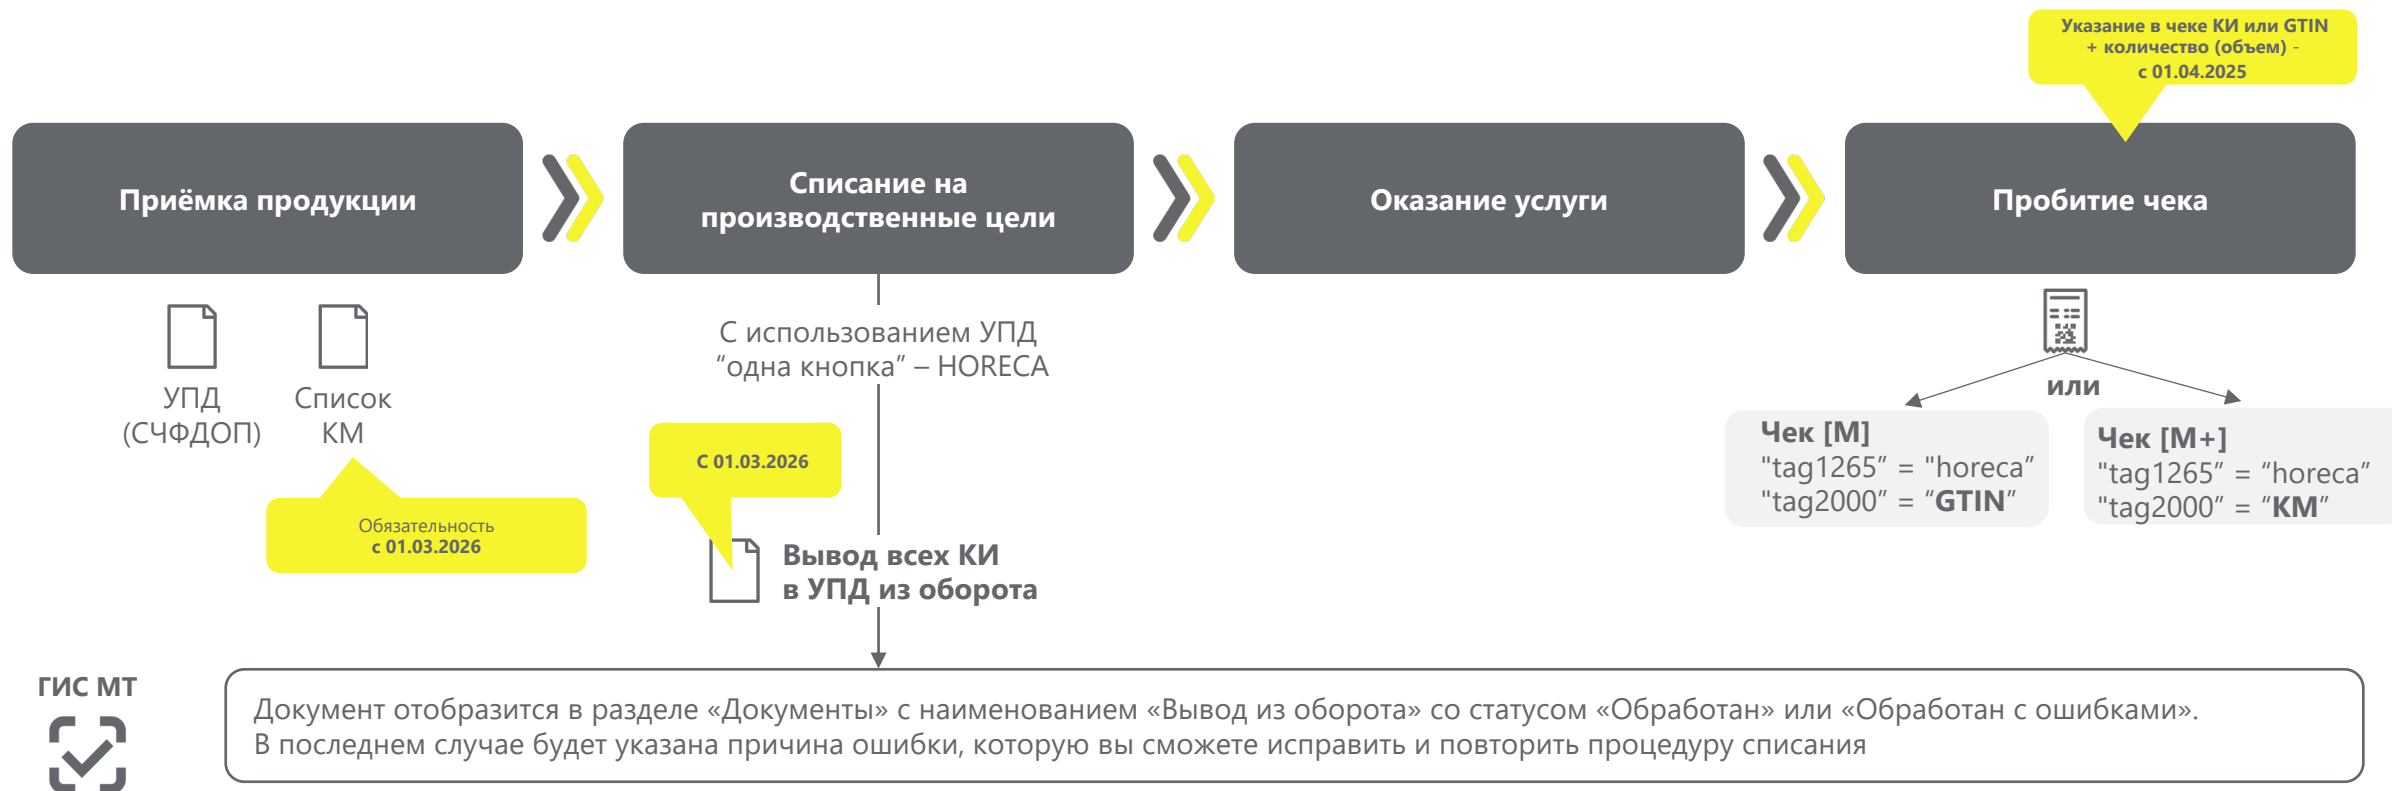 Указание в чеке КИ или GTIN
+ количество (объем) -
с 01.04.2025
Приёмка продукции
Списание на
производственные цели
Оказание услуги
Пробитие чека
УПД
(СЧФДОП)
Список
КМ
Обязательность
с 01.03.2026
С использованием УПД
“одна кнопка” – HORECA
С 01.03.2026
Вывод всех КИ
в УПД из оборота
или
Чек [М]
"tag1265” = "horeca”
"tag2000” = “GTIN”
Чек [М+]
"tag1265” = “horeca”
"tag2000” = “КМ”
ГИС МТ
Документ отобразится в разделе «Документы» с наименованием «Вывод из оборота» со статусом «Обработан» или «Обработан с ошибками».
В последнем случае будет указана причина ошибки, которую вы сможете исправить и повторить процедуру списания